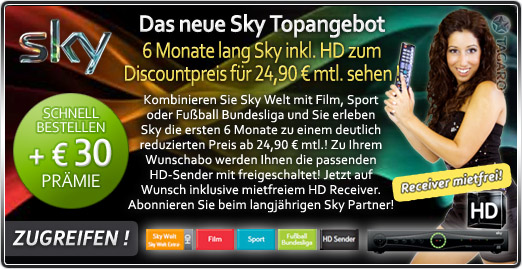 Das neue Sky Topangebot
sky
6 Monate lang Sky inkl. HD zum
Discountpreis für 24,90 € mtl. sehen !
Kombinieren Sie Sky Welt mit Film, Sport
oder Fußball Bundesliga und Sie erleben
Sky die ersten 6 Monate zu einem deutlich
reduzierten Preis ab 24,90 € mtl.! Zu Ihrem
Wunschabo werden Ihnen die passenden
HD-Sender mit freigeschaltet! Jetzt auf
Wunsch inklusive mietfreiem HD Receiver.
Abonnieren Sie beim langjährigen Sky Partner!
SCHNELL
BESTELLEN
+ € 30
PRÄMIE
TACARO
Receiver mietfrei!
HD
ZUGREIFEN !
Sky Welt
Sky Welt Extra
HD
Film
Sport
Fußball
Bundesliga
HD Sender
sky